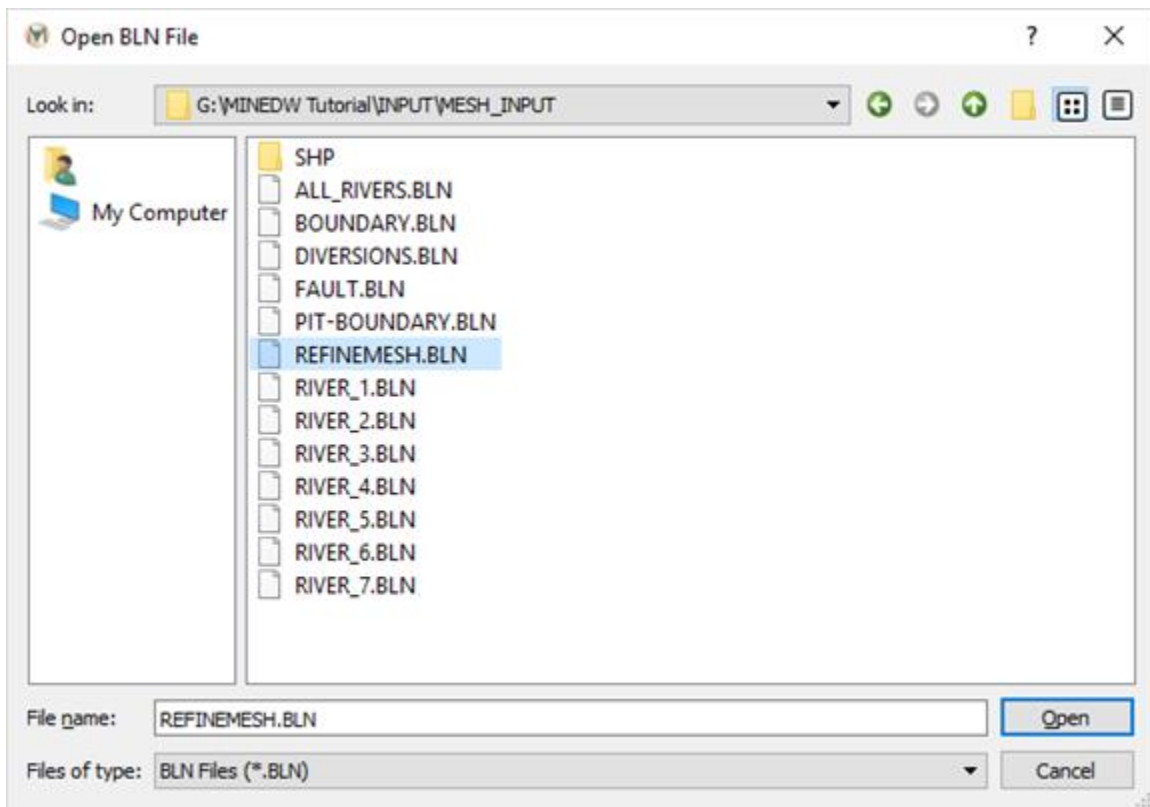 Open BLN File ?
Look in: G:\MINEDW Tutorial\INPUT\MESH_INPUT
My Computer
SHP
ALL_RIVERS.BLN
BOUNDARY.BLN
DIVERSIONS.BLN
FAULT.BLN
PIT-BOUNDARY.BLN
REFINEMESH.BLN
RIVER_1.BLN
RIVER_2.BLN
RIVER_3.BLN
RIVER_4.BLN
RIVER_5.BLN
RIVER_6.BLN
RIVER_7.BLN
File name: REFINEMESH.BLN Open
Files of type: BLN Files (*.BLN) Cancel